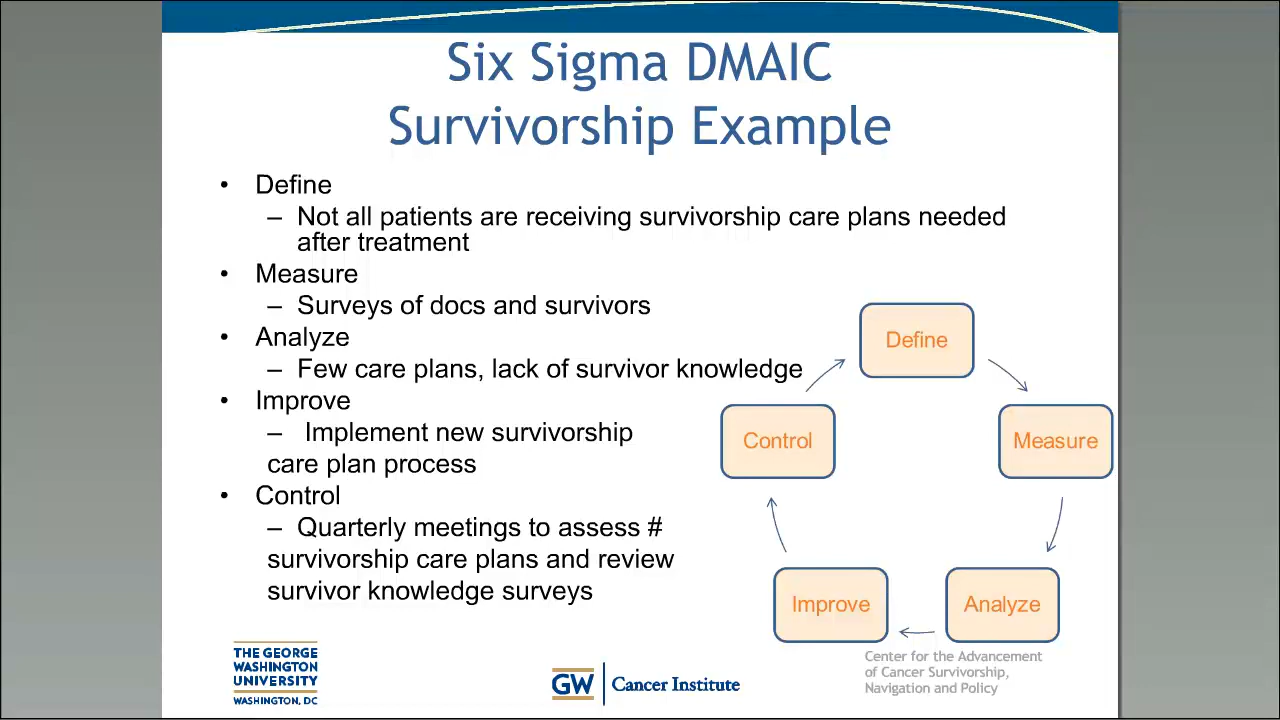 Six Sigma DMAIC
Survivorship Example
• Define
– Not all patients are receiving survivorship care plans needed
after treatment
• Measure
– Surveys of docs and survivors
• Analyze
– Few care plans, lack of survivor knowledge
• Improve
– Implement new survivorship
care plan process
• Control
– Quarterly meetings to assess #
survivorship care plans and review
survivor knowledge surveys
Define
Measure
Analyze
Improve
Control
THE GEORGE
WASHINGTON
UNIVERSITY
WASHINGTON, DC
GW Cancer Institute
Center for the Advancement
of Cancer Survivorship,
Navigation and Policy